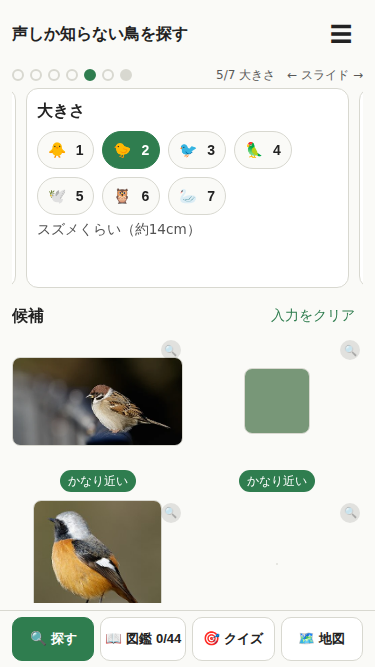 声しか知らない鳥を探す
5/7 大きさ ← スライド →
大きさ
1 2 3 4
5 6 7
スズメくらい（約14cm）
候補 入力をクリア
かなり近い かなり近い
探す 図鑑 0/44 クイズ 地図